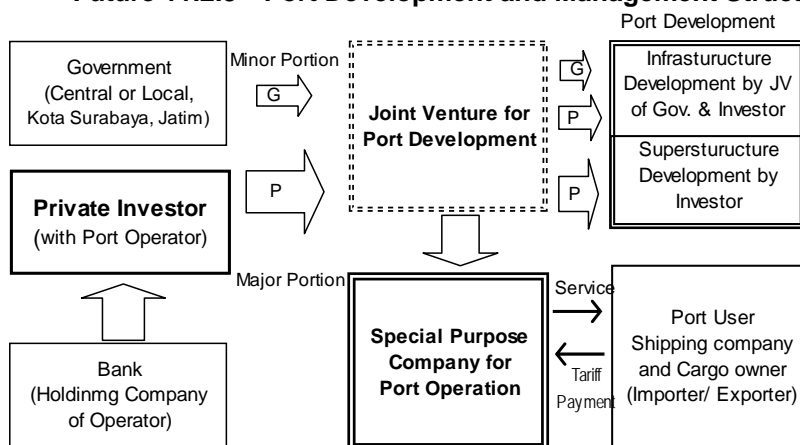 Port Development
Government
(Central or Local,
Kota Surabaya, Jatim)
Minor Portion
G
Joint Venture for
Port Development
G
P
P
Infrasturucture
Development by JV
of Gov. & Investor
Supersturucture
Development by
Investor
Private Investor
(with Port Operator)
P
Major Portion
Special Purpose
Company for
Port Operation
Service
Tariff
Payment
Port User
Shipping company
and Cargo owner
(Importer/ Exporter)
Bank
(Holdinmg Company
of Operator)